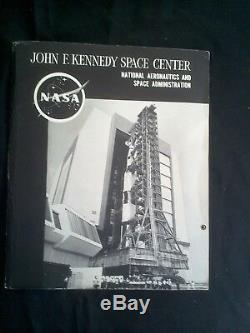 JOHN F. KENNEDY SPACE CENTER
NATIONAL AERONAUTICS AND
SPACE ADMINISTRATION
NASA